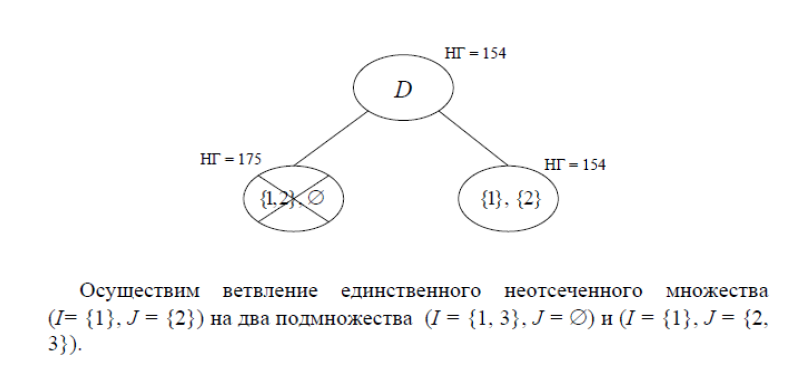 НГ = 154
D
НГ = 175
НГ = 154
{1,2}, ∅
{1}, {2}
Осуществим ветвление единственного неотсеченного множества
(I= {1}, J = {2}) на два подмножества (I = {1, 3}, J = ∅) и (I = {1}, J = {2,
3}).